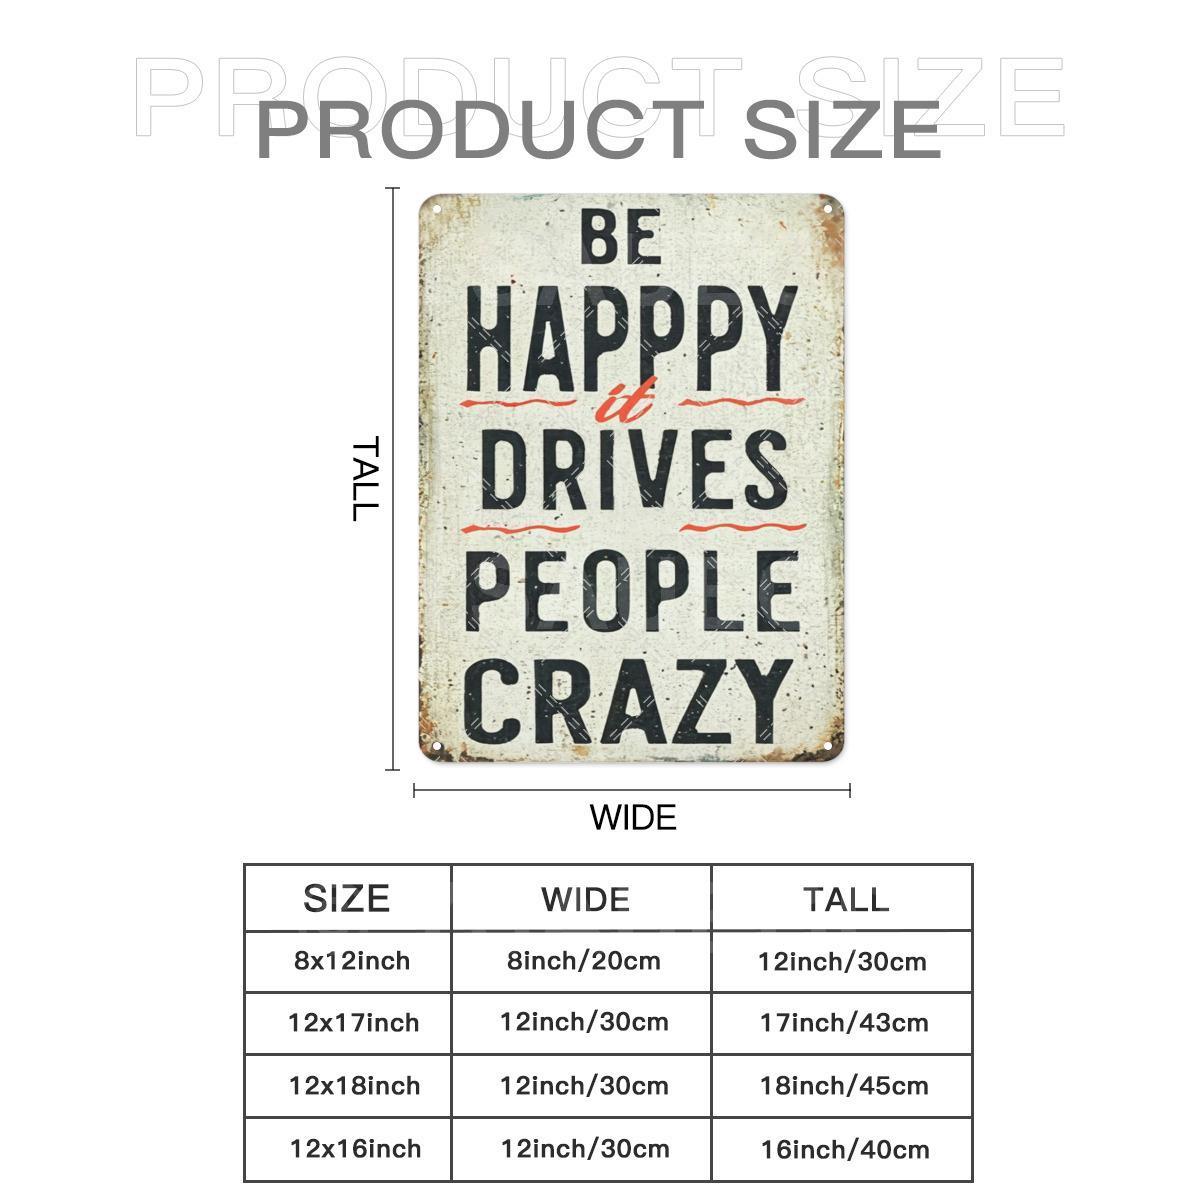 PRODUCT SIZE
PRODUCT SIZE
BE
HAPPPY
it
DRIVES
PEOPLE
CRAZY
TALL
WIDE
SIZE WIDE TALL
8x12inch 8inch/20cm 12inch/30cm
12x17inch 12inch/30cm 17inch/43cm
12x18inch 12inch/30cm 18inch/45cm
12x16inch 12inch/30cm 16inch/40cm